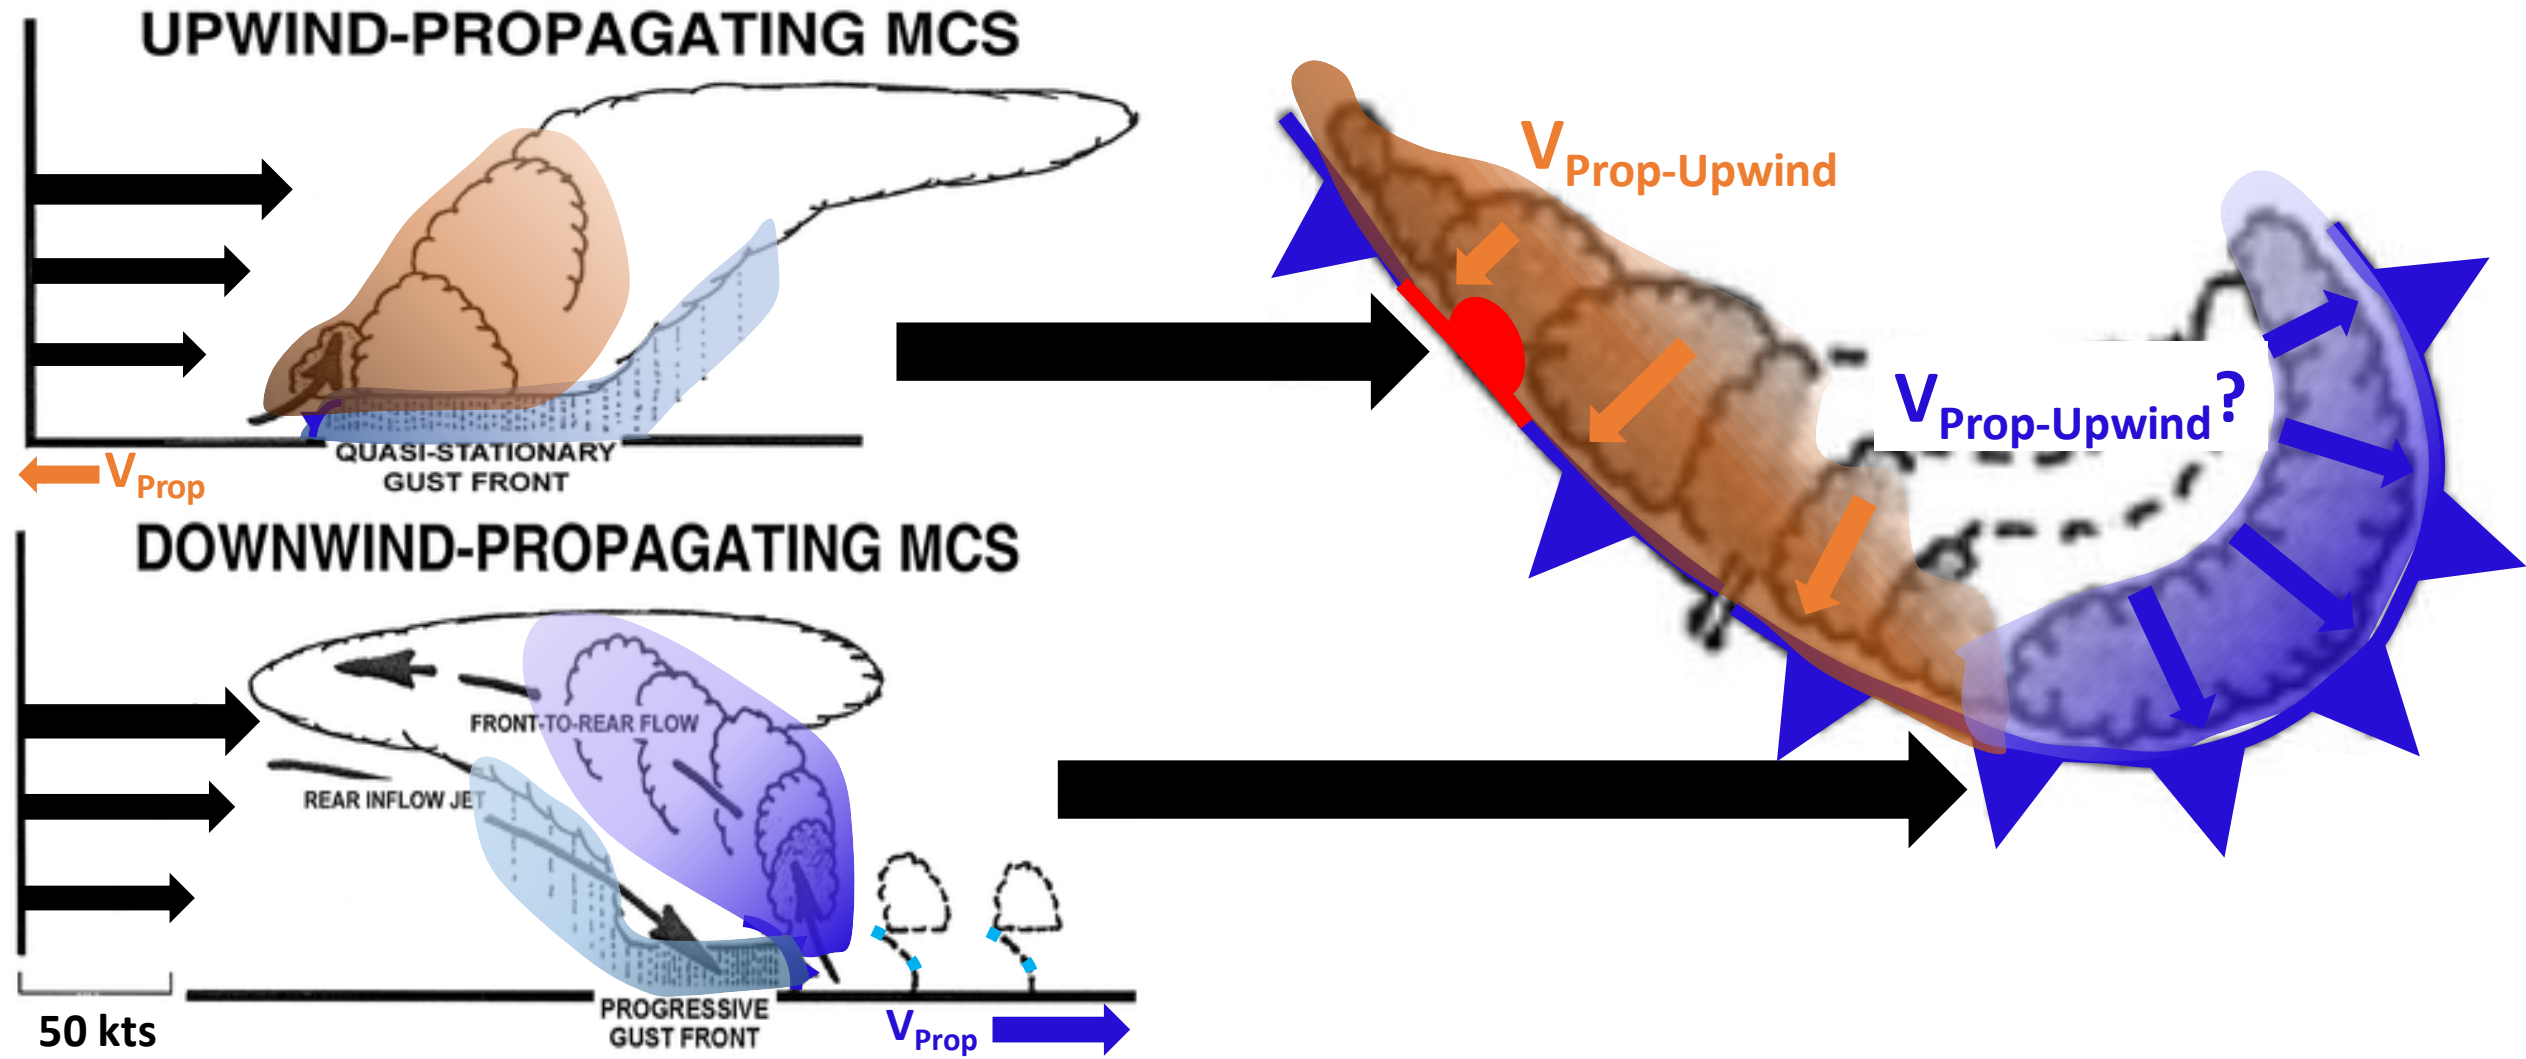 UPWIND-PROPAGATING MCS
QUASI-STATIONARY
GUST FRONT
VProp
DOWNWIND-PROPAGATING MCS
FRONT-TO-REAR FLOW
REAR INFLOW JET
PROGRESSIVE
GUST FRONT
50 kts
VProp
VProp-Upwind
VProp-Upwind?